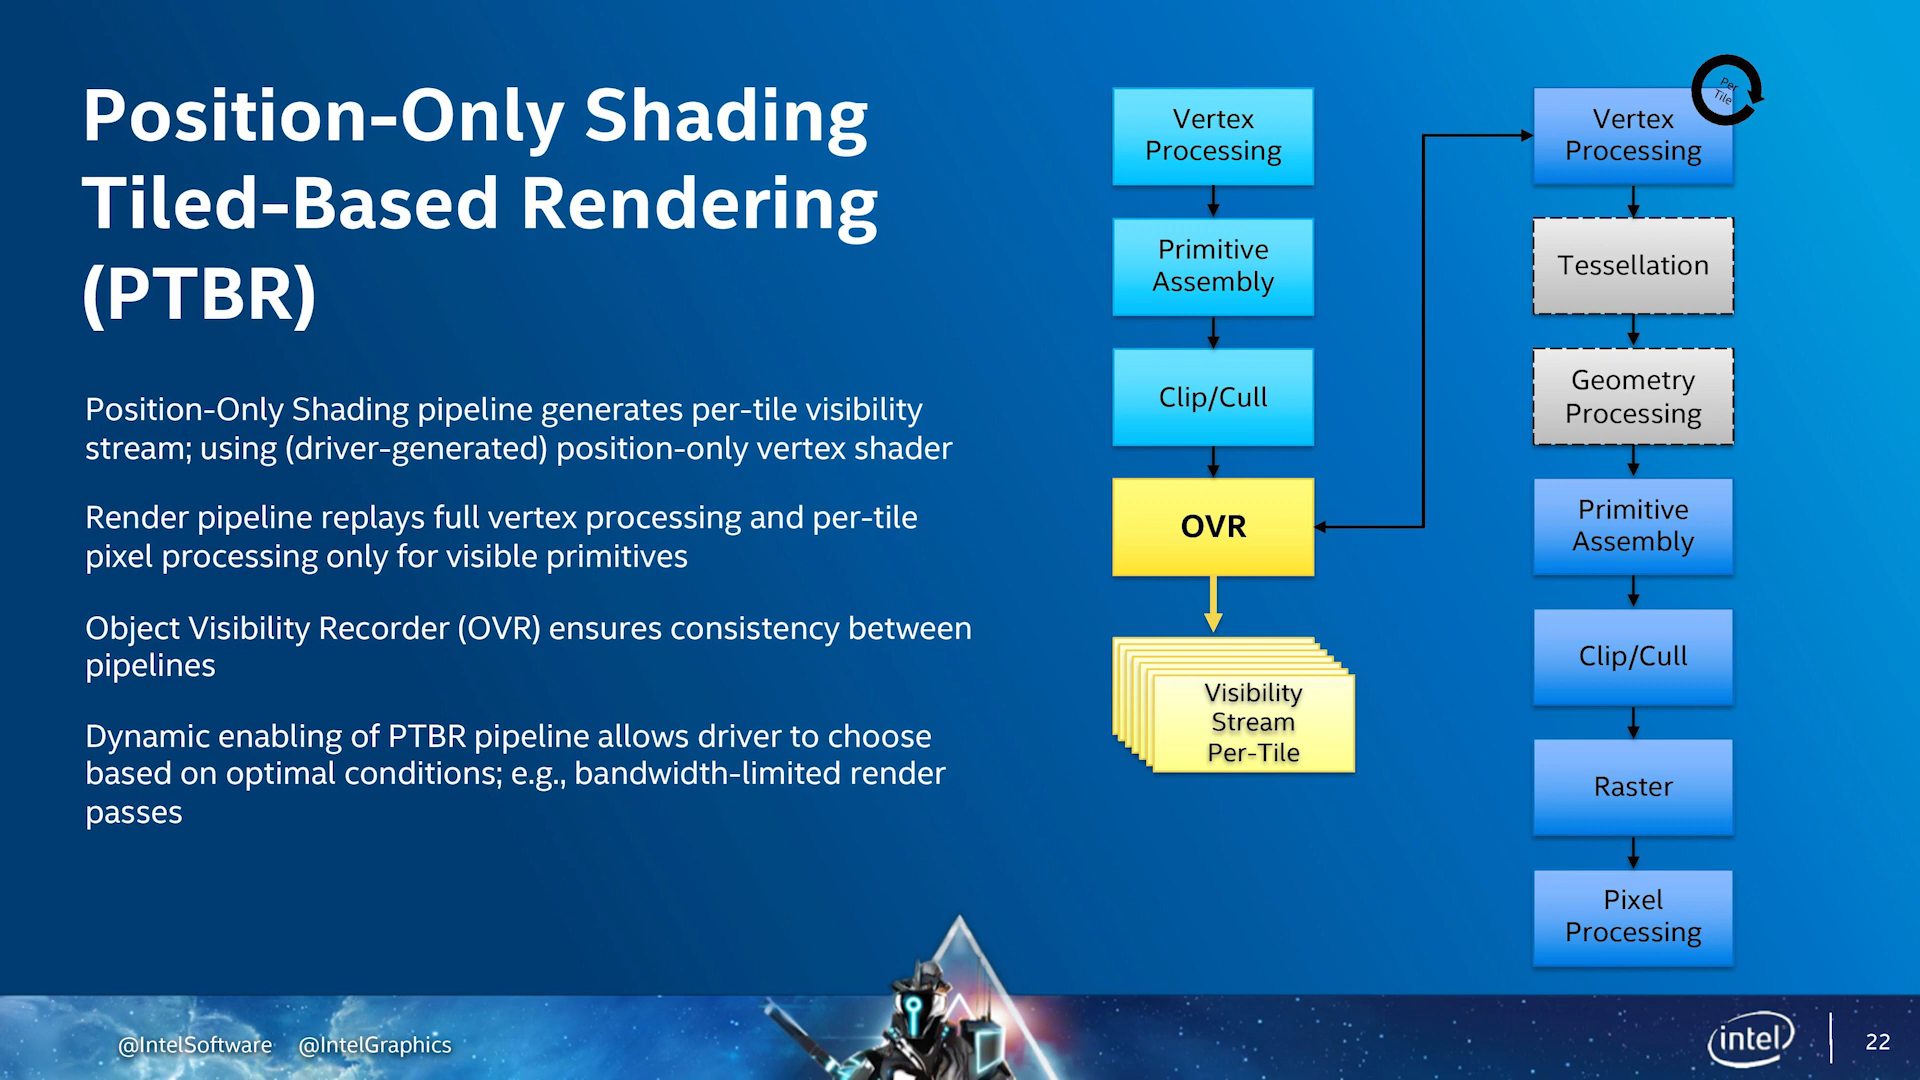 Position-Only Shading
Tiled-Based Rendering
(PTBR)
Position-Only Shading pipeline generates per-tile visibility
stream; using (driver-generated) position-only vertex shader
Render pipeline replays full vertex processing and per-tile
pixel processing only for visible primitives
Object Visibility Recorder (OVR) ensures consistency between
pipelines
Dynamic enabling of PTBR pipeline allows driver to choose
based on optimal conditions; e.g., bandwidth-limited render
passes
Vertex
Processing
Primitive
Assembly
Clip/Cull
OVR
Visibility
Stream
Per-Tile
Per
Tile
Vertex
Processing
Tessellation
Geometry
Processing
Primitive
Assembly
Clip/Cull
Raster
Pixel
Processing
@IntelSoftware @IntelGraphics
intel
22